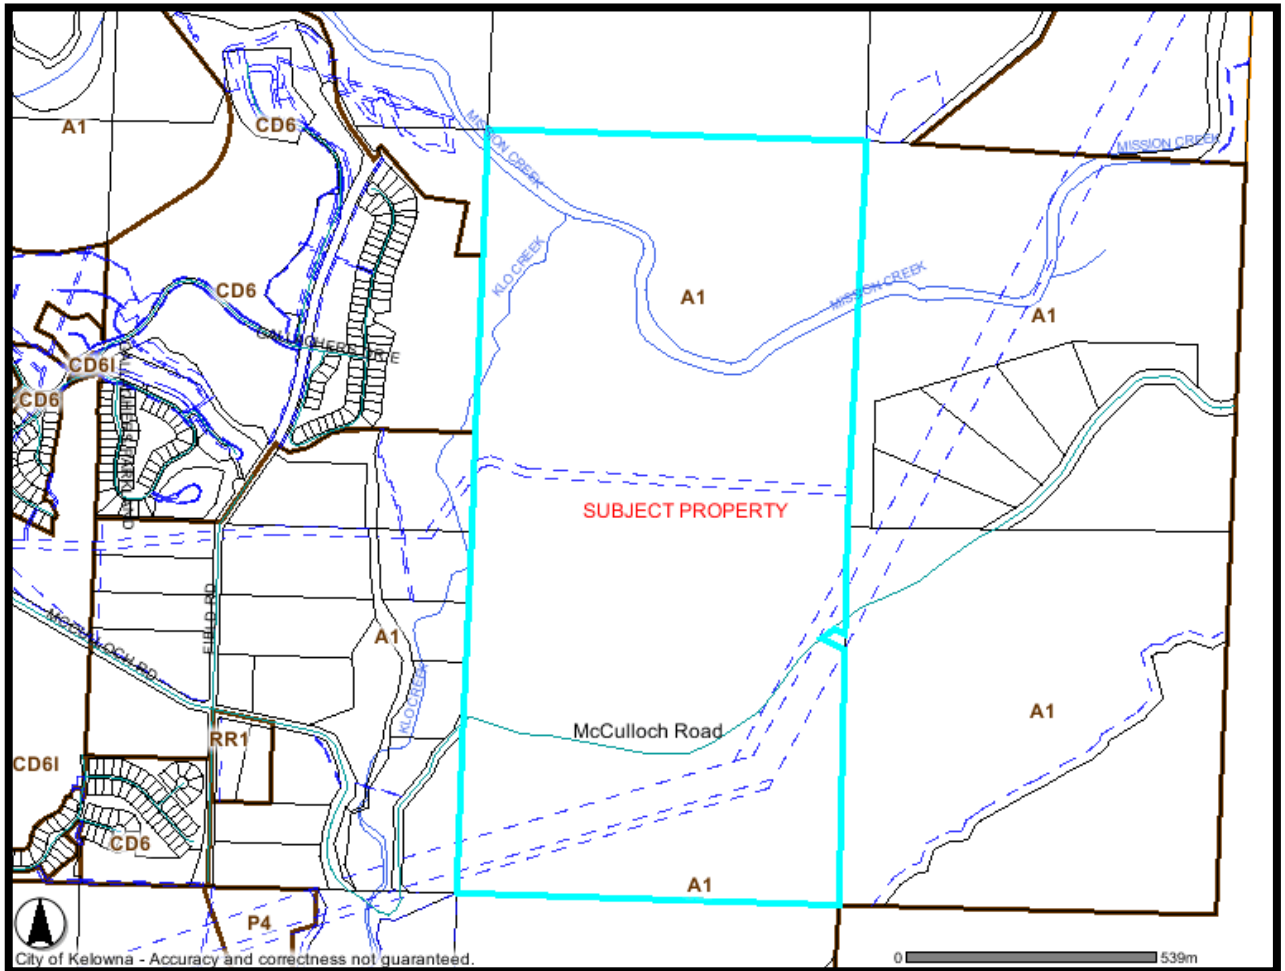 A1
CD6
MISSION CREEK
MISSION CREEK
KLO CREEK
CD6
MISSION CREEK
A1
A1
CD6I
CD6
SUBJECT PROPERTY
MCCULLOCH RD
FIELD RD
A1
KLO CREEK
A1
McCulloch Road
RR1
CD6I
CD6
A1
P4
City of Kelowna - Accuracy and correctness not guaranteed.
0 539m